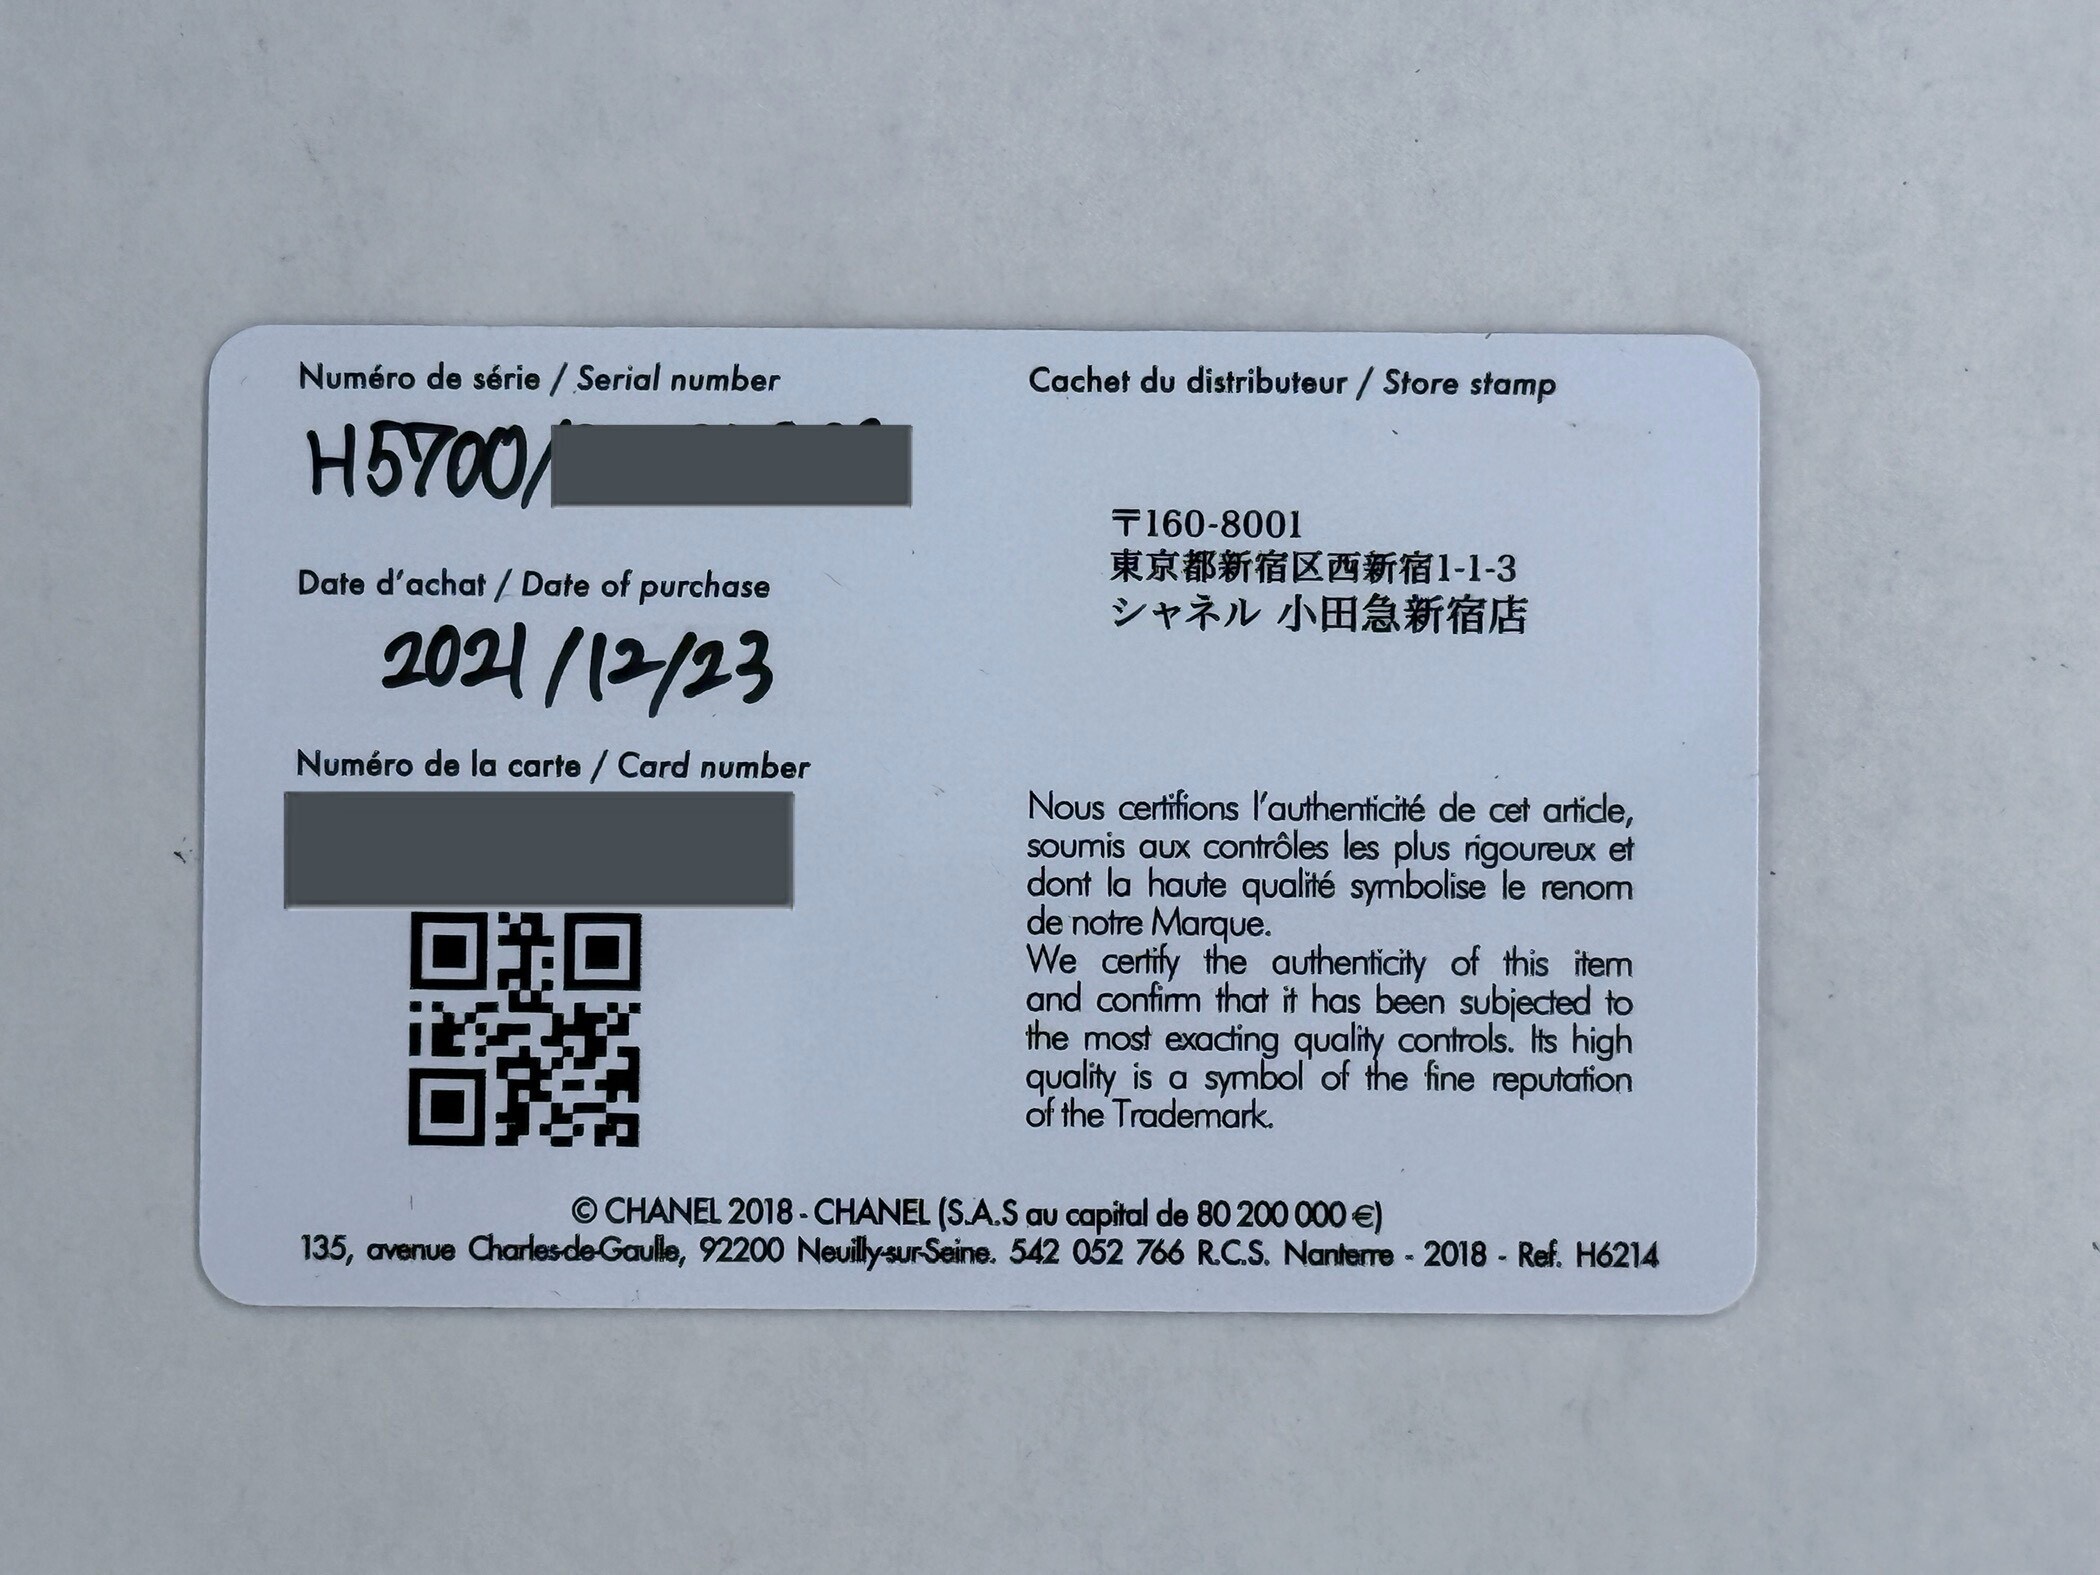 Numéro de série / Serial number
H5700/
Date d'achat / Date of purchase
2021/12/23
Numéro de la carte / Card number
Cachet du distributeur / Store stamp
〒160-8001
東京都新宿区西新宿1-1-3
シャネル 小田急新宿店
Nous certifions l'authenticité de cet article,
soumis aux contrôles les plus rigoureux et
dont la haute qualité symbolise le renom
de notre Marque.
We certify the authenticity of this item
and confirm that it has been subjected to
the most exacting quality controls. Its high
quality is a symbol of the fine reputation
of the Trademark.
© CHANEL 2018 - CHANEL (S.A.S au capital de 80 200 000 €)
135, avenue Charles-de-Gaulle, 92200 Neuilly-sur-Seine. 542 052 766 R.C.S. Nanterre - 2018 - Ref. H6214